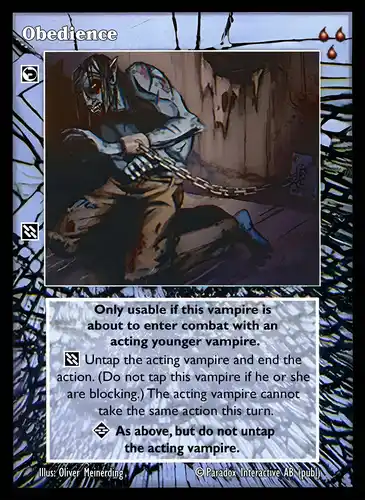 Obedience
Only usable if this vampire is
about to enter combat with an
acting younger vampire.
Untap the acting vampire and end the
action. (Do not tap this vampire if he or she
are blocking.) The acting vampire cannot
take the same action this turn.
As above, but do not untap
the acting vampire.
Illus: Oliver Meinerding
© Paradox Interactive AB (publ)